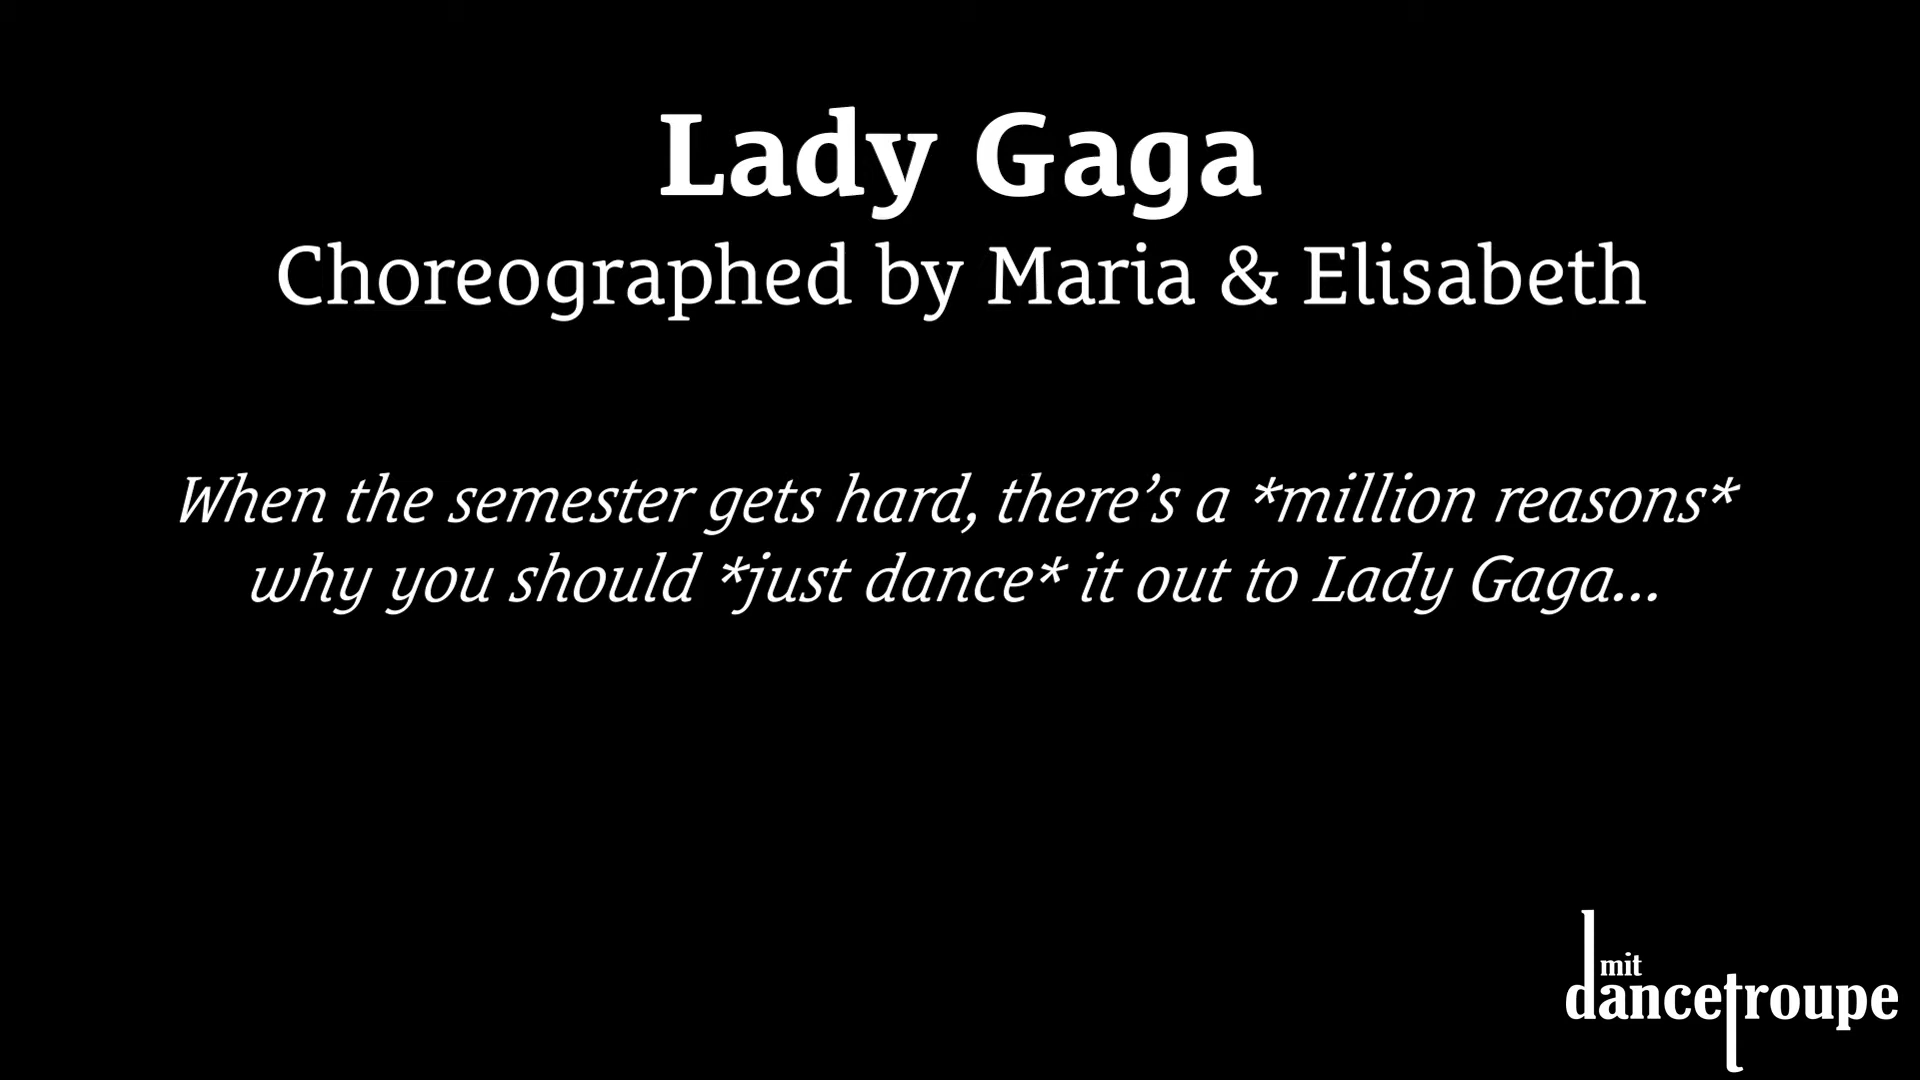 Lady Gaga
Choreographed by Maria & Elisabeth
When the semester gets hard, there’s a *million reasons*
why you should *just dance* it out to Lady Gaga...
mit
dancetroupe